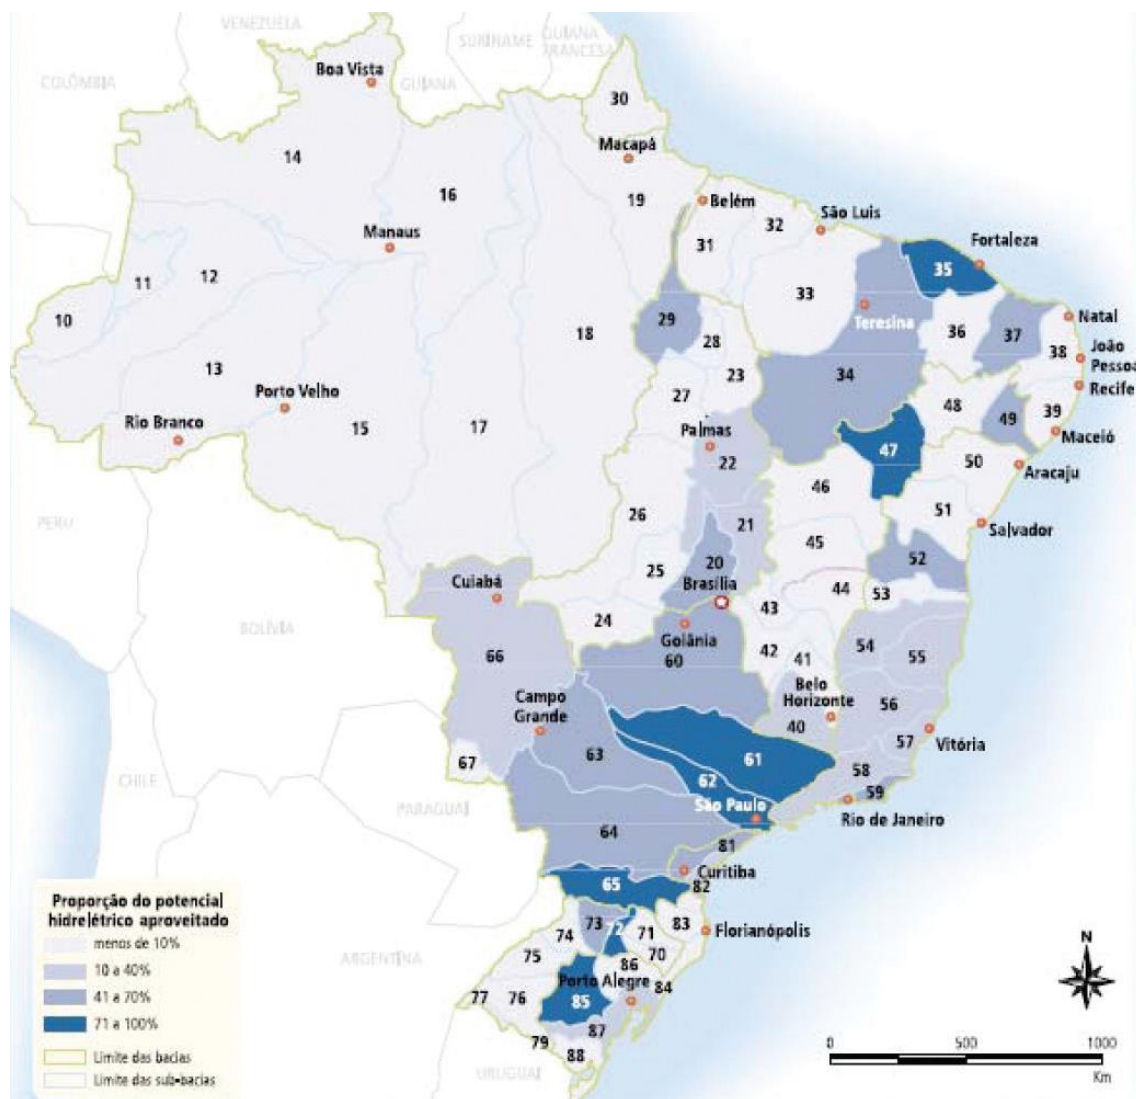 VENEZUELA
SURINAME
GUIANA
FRANCESA
COLÔMBIA
GUIANA
Boa Vista
30
Macapá
14
16
19
Belém
32
São Luis
Manaus
31
Fortaleza
35
11
12
33
10
29
Teresina
36
37
Natal
18
28
38
João
Pessoa
13
23
34
Porto Velho
27
Recife
Rio Branco
48
49
39
15
17
Palmas
47
Maceió
22
50
Aracaju
46
26
51
PERU
21
Salvador
45
20
52
Cuiabá
25
Brasília
44
53
43
24
BOLÍVIA
Goiânia
54
66
60
42
41
55
Belo
Horizonte
Campo
Grande
56
40
57
Vitória
63
61
67
58
CHILE
62
59
PARAGUAI
São Paulo
Rio de Janeiro
64
81
Curitiba
65
82
73
72
71
83
Florianópolis
74
70
75
86
ARGENTINA
Porto Alegre
84
77
76
85
87
79
88
URUGUAI
Proporção do potencial
hidrelétrico aproveitado
menos de 10%
10 a 40%
41 a 70%
71 a 100%
Limite das bacias
Limite das sub-bacias
N
0 500 1000
Km